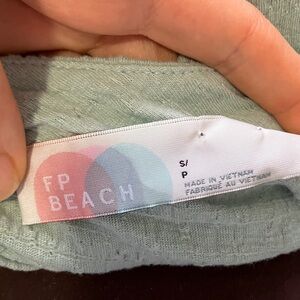 FP
BEACH
S/
P
MADE IN VIETNAM
FABRIQUÉ AU VIETNAM